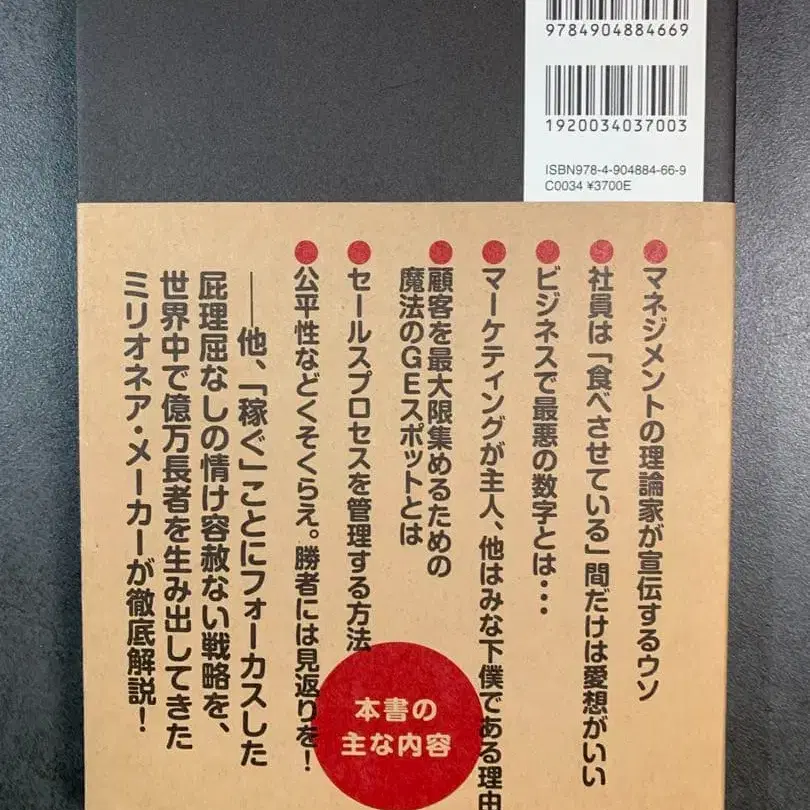 9784904884669
1920034037003
ISBN978-4-904884-66-9
C0034 ¥3700E
●マネジメントの理論家が宣伝するウソ
●社員は「食べさせている」間だけは愛想がいい
●ビジネスで最悪の数字とは・・・
●マーケティングが主人、他はみな下僕である理由
●顧客を最大限集めるための
魔法のGEスポットとは
●セールスプロセスを管理する方法
●公平性などくそくらえ。勝者には見返りを！
──他、「稼ぐ」ことにフォーカスした
屁理屈なしの情け容赦ない戦略を、
世界中で億万長者を生み出してきた
ミリオネア・メーカーが徹底解説！
本書の
主な内容